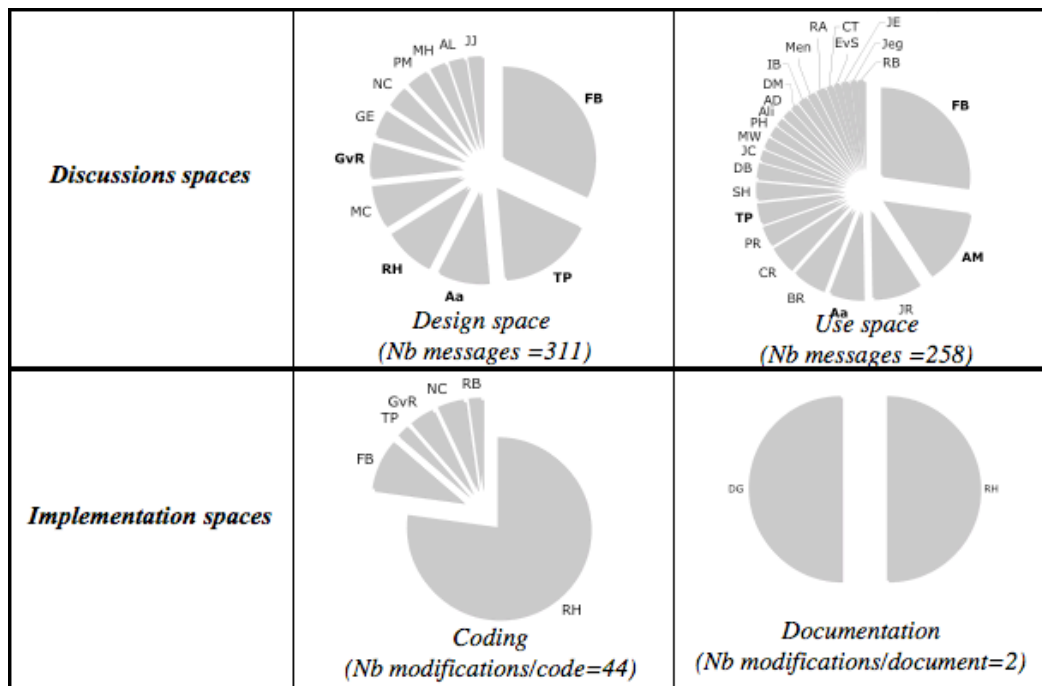 Discussions spaces
JJ
AL
MH
PM
NC
GE
GvR
MC
RH
Aa
TP
FB
Design space
(Nb messages =311)
JE
CT
RA
EvS
Jeg
Men
RB
IB
DM
AD
Ali
PH
MW
JC
DB
SH
TP
PR
CR
BR
Aa
JR
AM
FB
Use space
(Nb messages =258)
Implementation spaces
RB
NC
GvR
TP
FB
RH
Coding
(Nb modifications/code=44)
DG
RH
Documentation
(Nb modifications/document=2)